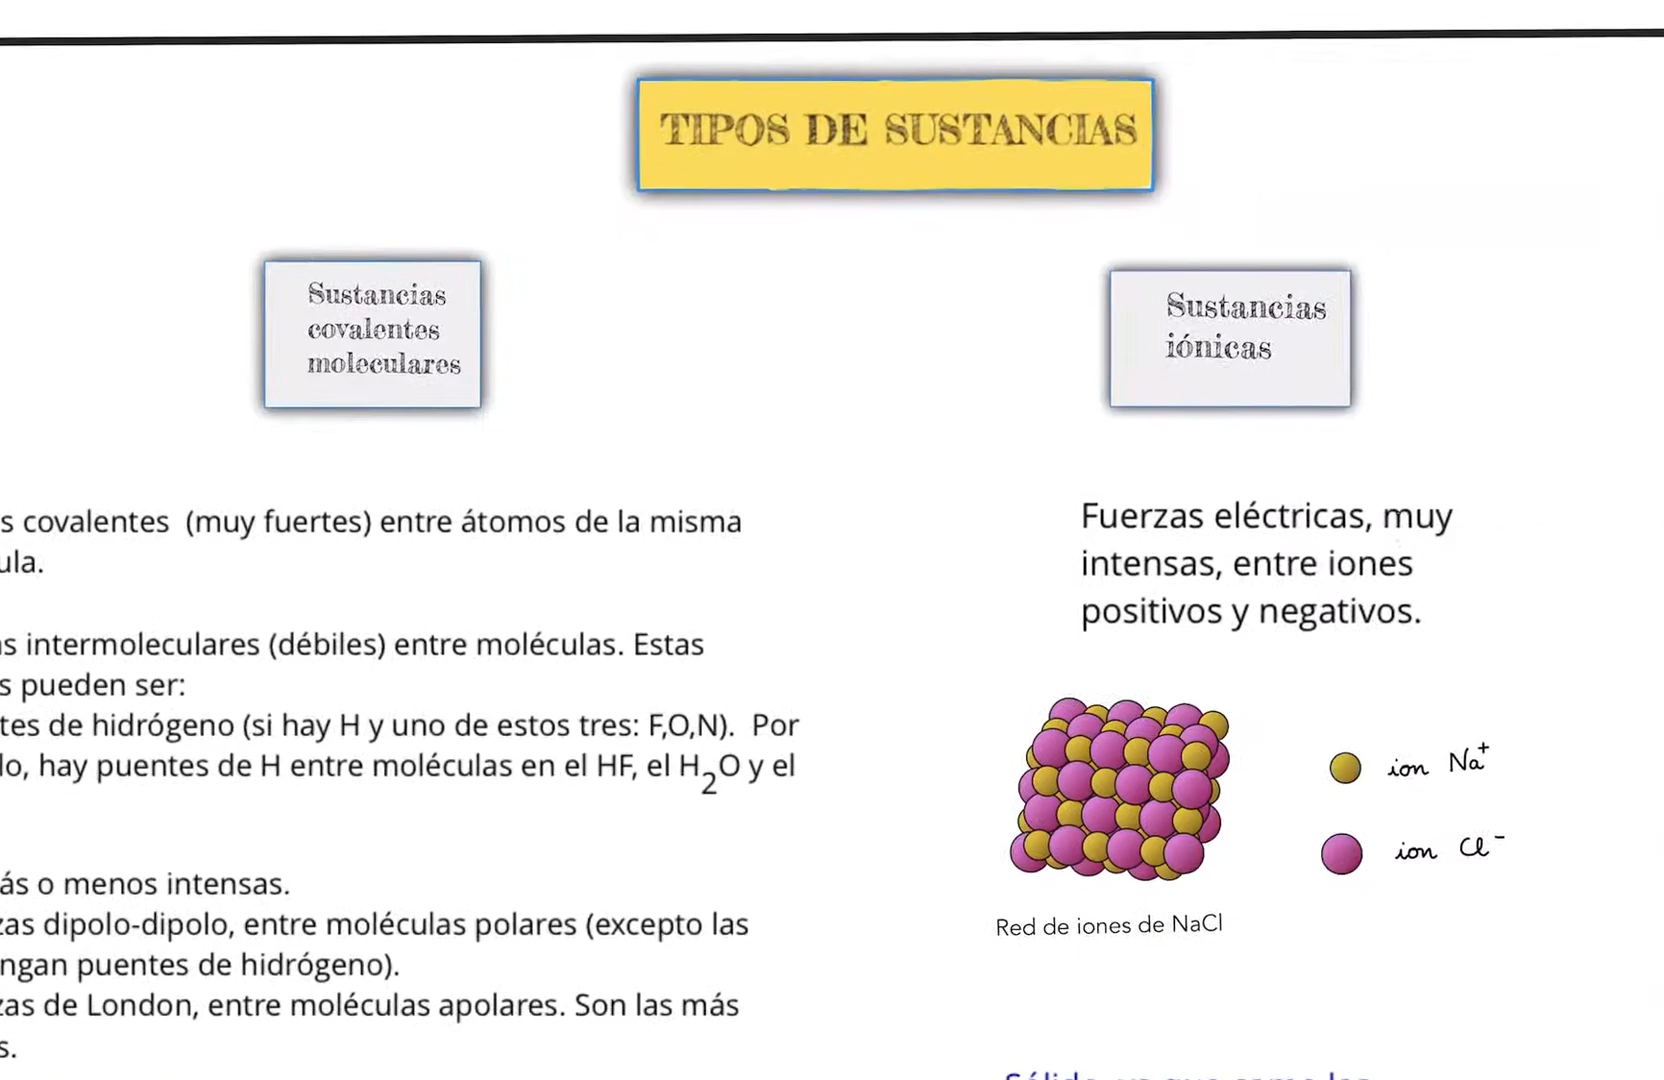 TIPOS DE SUSTANCIAS
Sustancias
covalentes
moleculares
s covalentes (muy fuertes) entre átomos de la misma
ula.
s intermoleculares (débiles) entre moléculas. Estas
s pueden ser:
tes de hidrógeno (si hay H y uno de estos tres: F,O,N). Por
lo, hay puentes de H entre moléculas en el HF, el H₂O y el
ás o menos intensas.
zas dipolo-dipolo, entre moléculas polares (excepto las
ngan puentes de hidrógeno).
zas de London, entre moléculas apolares. Son las más
s.
Sustancias
iónicas
Fuerzas eléctricas, muy
intensas, entre iones
positivos y negativos.
ion Na⁺
ion Cl⁻
Red de iones de NaCl